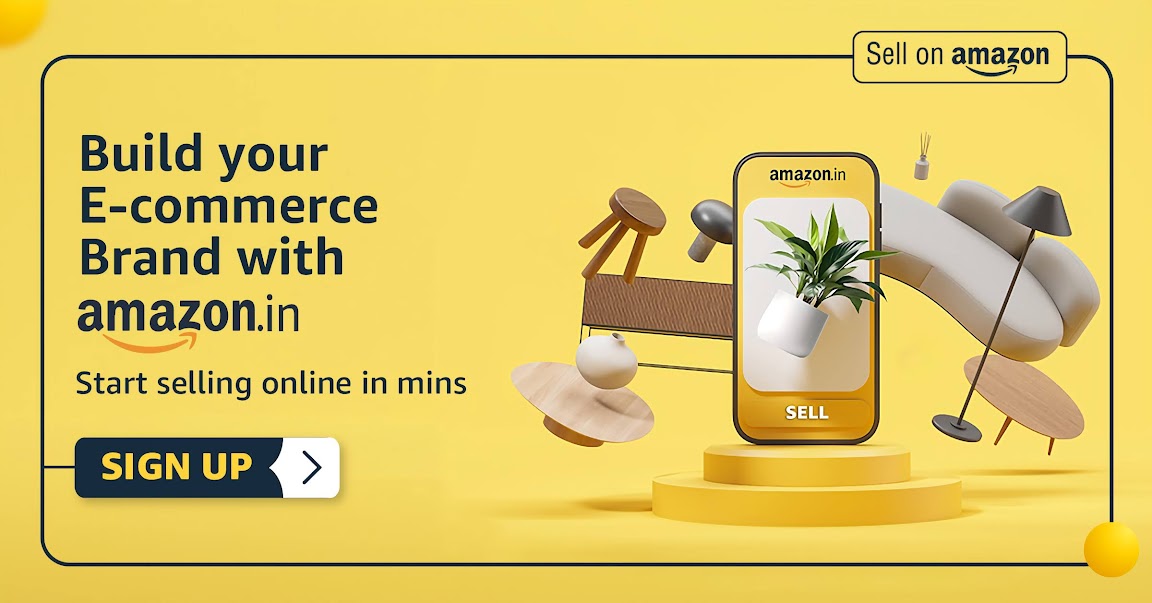 Sell on amazon
Build your
E-commerce
Brand with
amazon.in
Start selling online in mins
SIGN UP
amazon.in
SELL